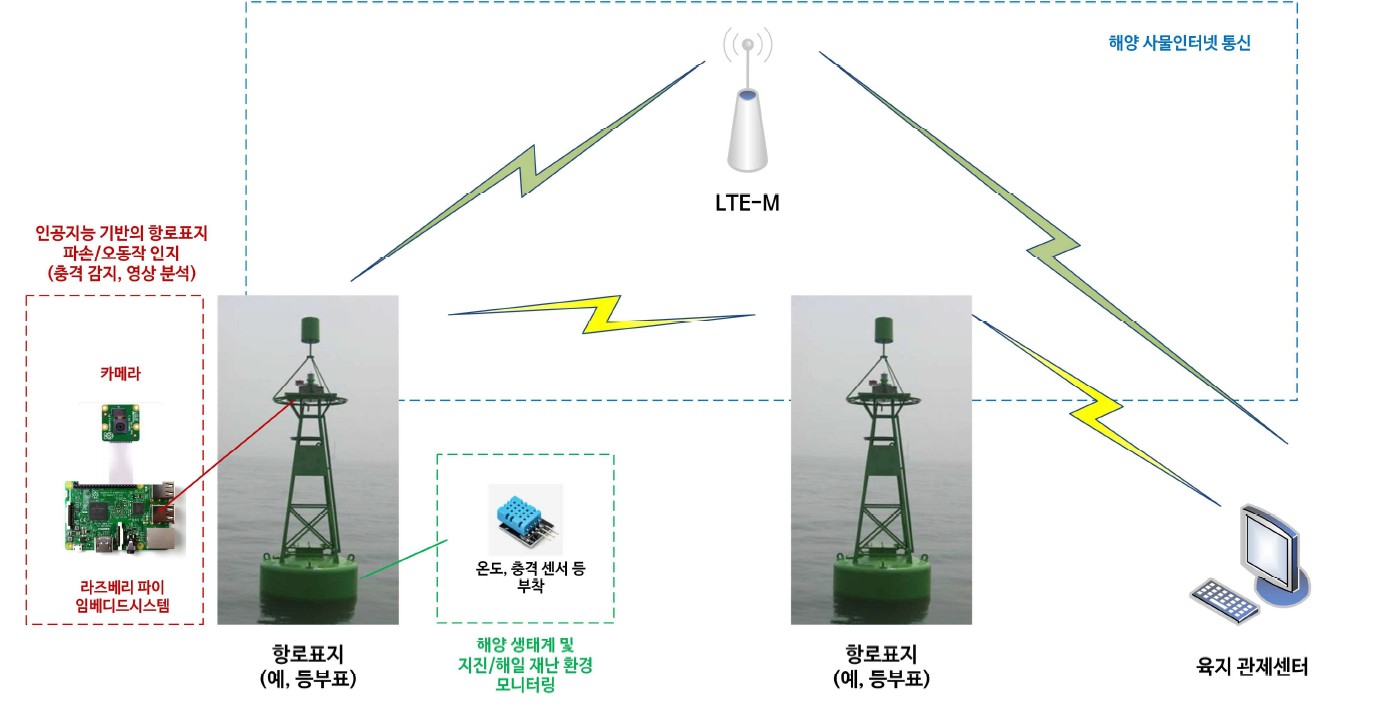 해양 사물인터넷 통신
LTE-M
인공지능 기반의 항로표지
파손/오동작 인지
(충격 감지, 영상 분석)
카메라
라즈베리 파이
임베디드시스템
온도, 충격 센서 등
부착
해양 생태계 및
지진/해일 재난 환경
모니터링
항로표지
(예, 등부표)
항로표지
(예, 등부표)
육지 관제센터